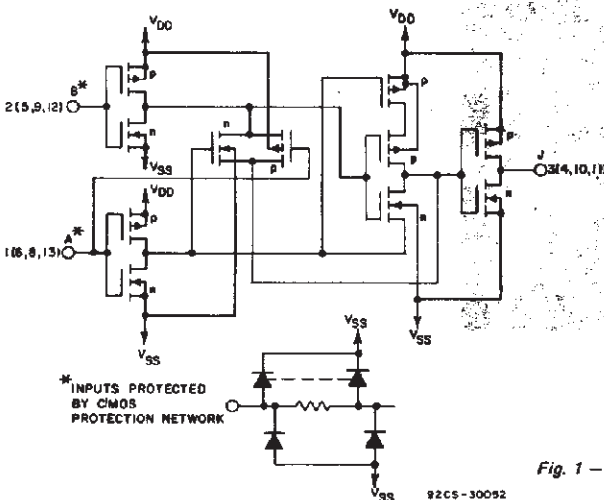 VDD
VDD
B*
p
2(5,9,12)
n
VSS
VDD
n
p
p
p
n
p
J
3(4,10,11)
n
A*
1(6,8,13)
p
n
VSS
VSS
VSS
*INPUTS PROTECTED
BY C/MOS
PROTECTION NETWORK
VSS
92CS-30052
Fig. 1 —